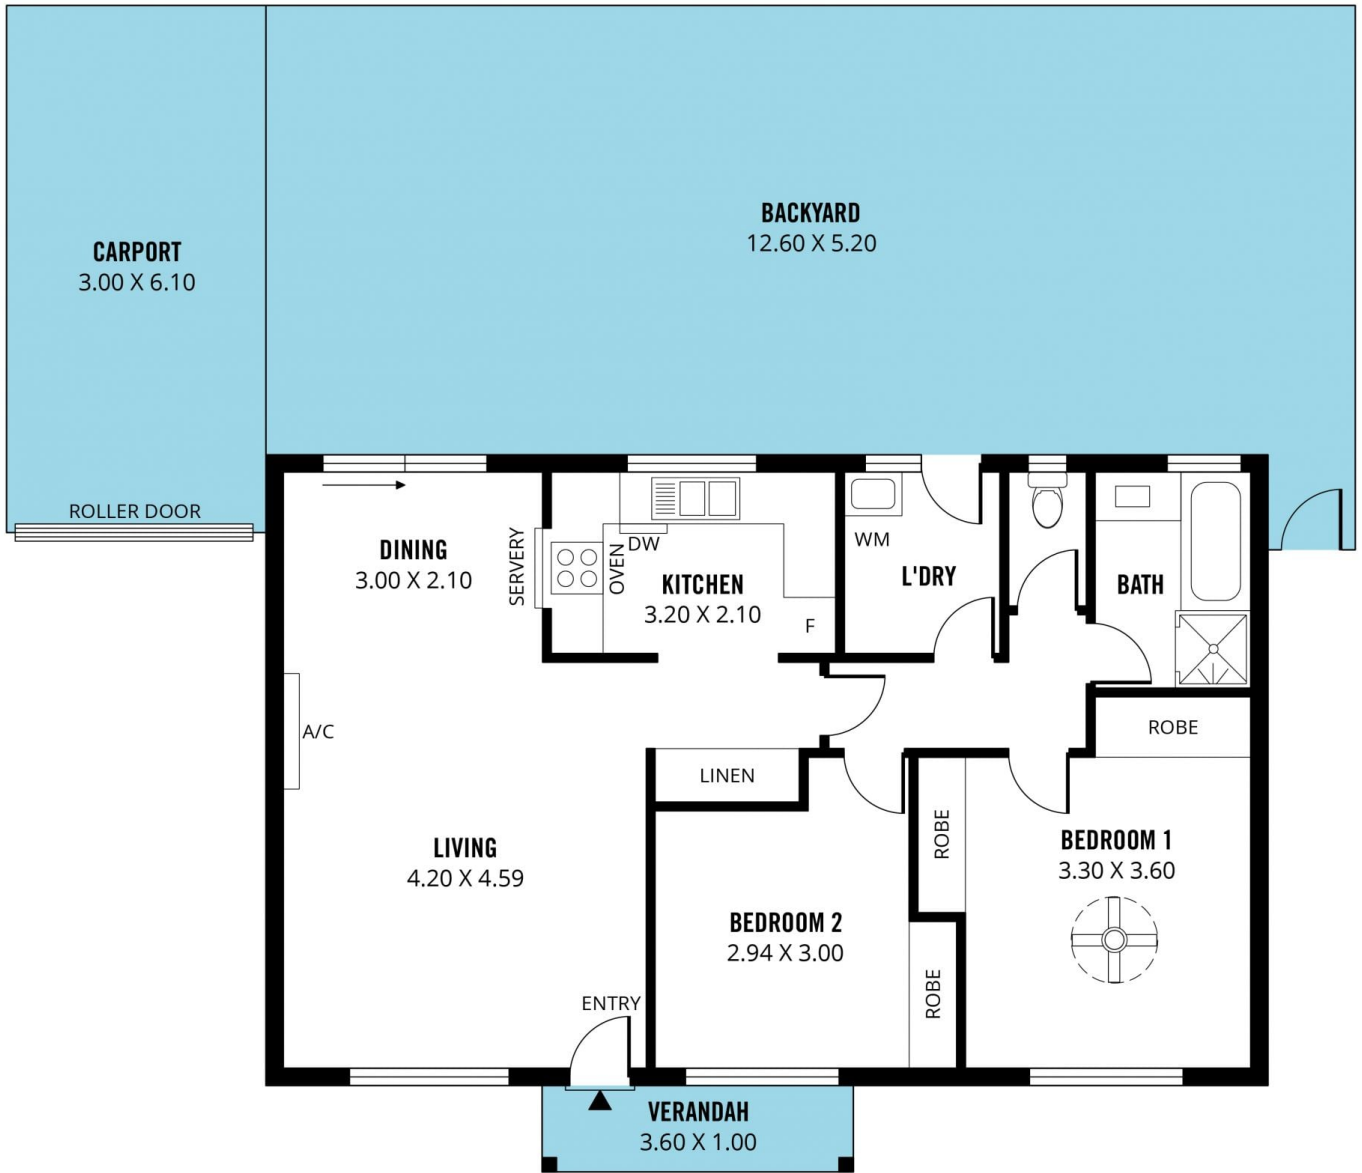 BACKYARD
12.60 X 5.20
CARPORT
3.00 X 6.10
ROLLER DOOR
DINING
3.00 X 2.10
SERVERY
OVEN
DW
KITCHEN
3.20 X 2.10
F
WM
L'DRY
BATH
A/C
LINEN
ROBE
LIVING
4.20 X 4.59
ROBE
BEDROOM 1
3.30 X 3.60
BEDROOM 2
2.94 X 3.00
ROBE
ENTRY
VERANDAH
3.60 X 1.00